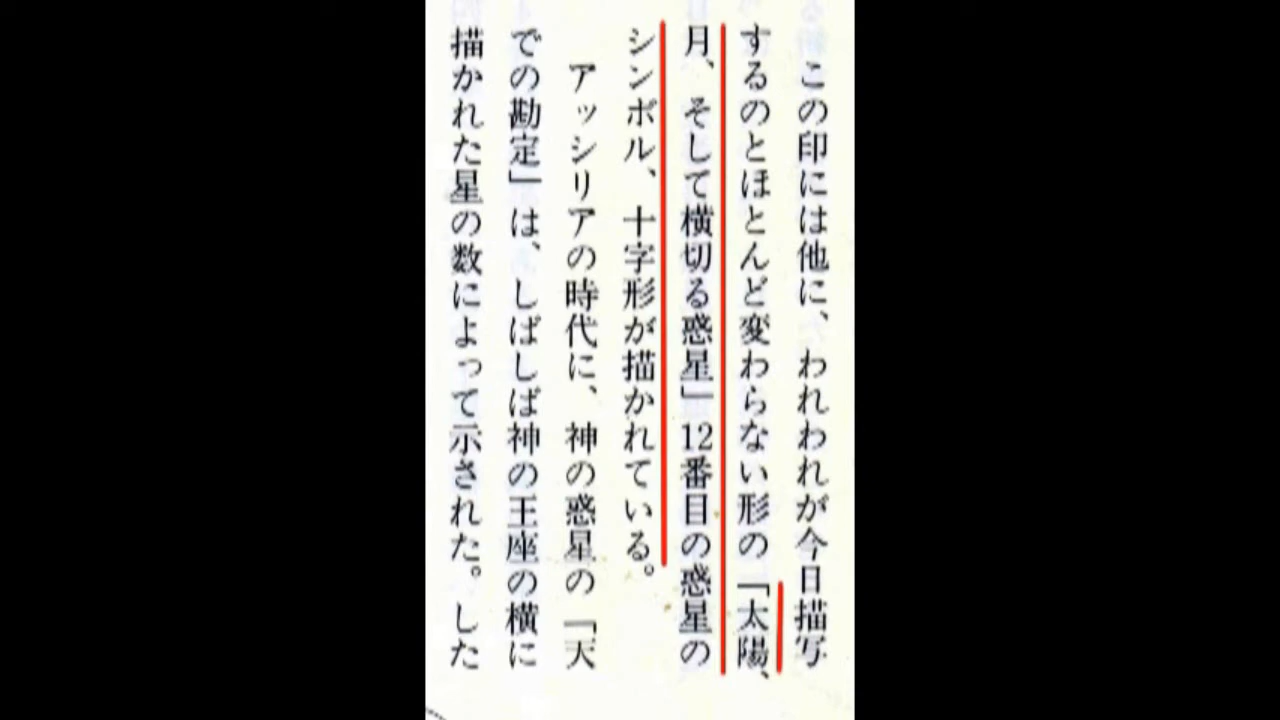 この印には他に、われわれが今日描写
するのとほとんど変わらない形の「太陽、
月、そして横切る惑星」12番目の惑星の
シンボル、十字形が描かれている。
アッシリアの時代に、神の惑星の「天
での勘定」は、しばしば神の王座の横に
描かれた星の数によって示された。した